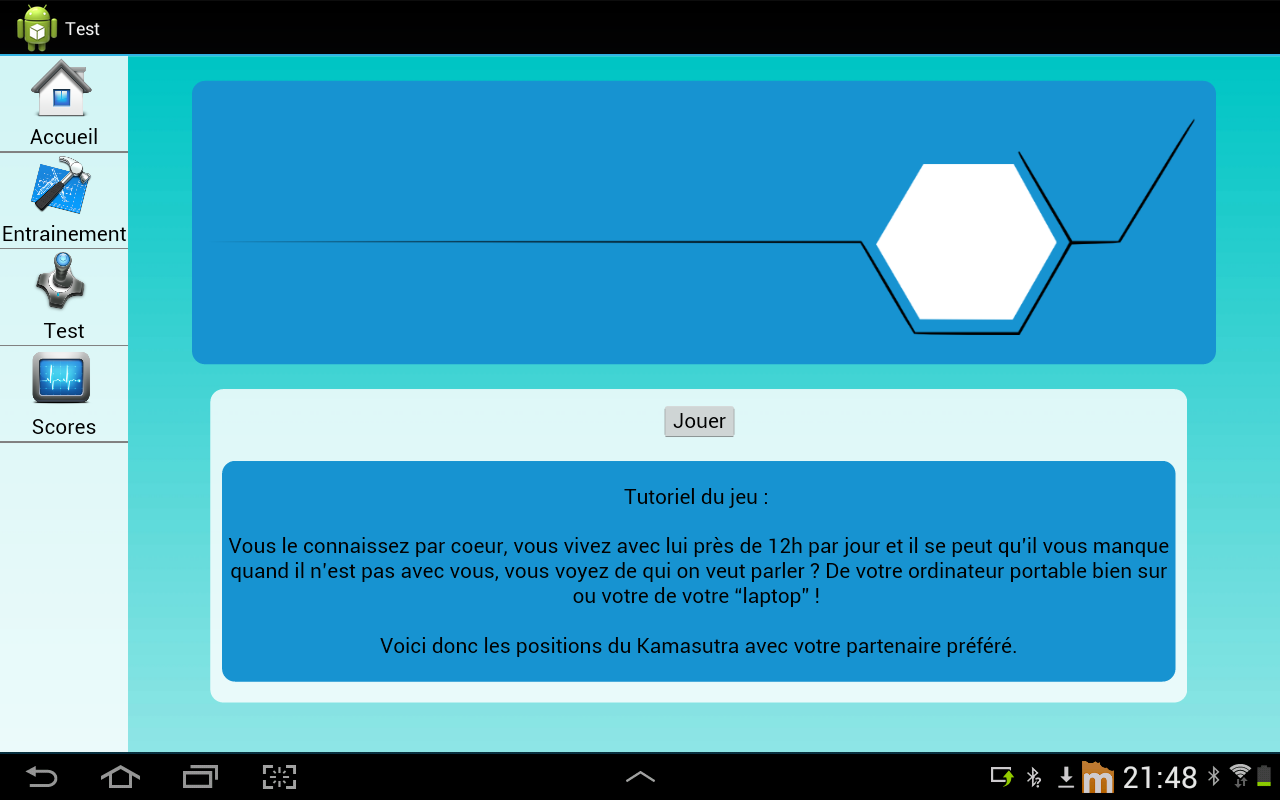 Test
Accueil
Entrainement
Test
Scores
Jouer
Tutoriel du jeu :
Vous le connaissez par coeur, vous vivez avec lui près de 12h par jour et il se peut qu'il vous manque
quand il n'est pas avec vous, vous voyez de qui on veut parler ? De votre ordinateur portable bien sur
ou votre de votre “laptop” !
Voici donc les positions du Kamasutra avec votre partenaire préféré.
m
21:48